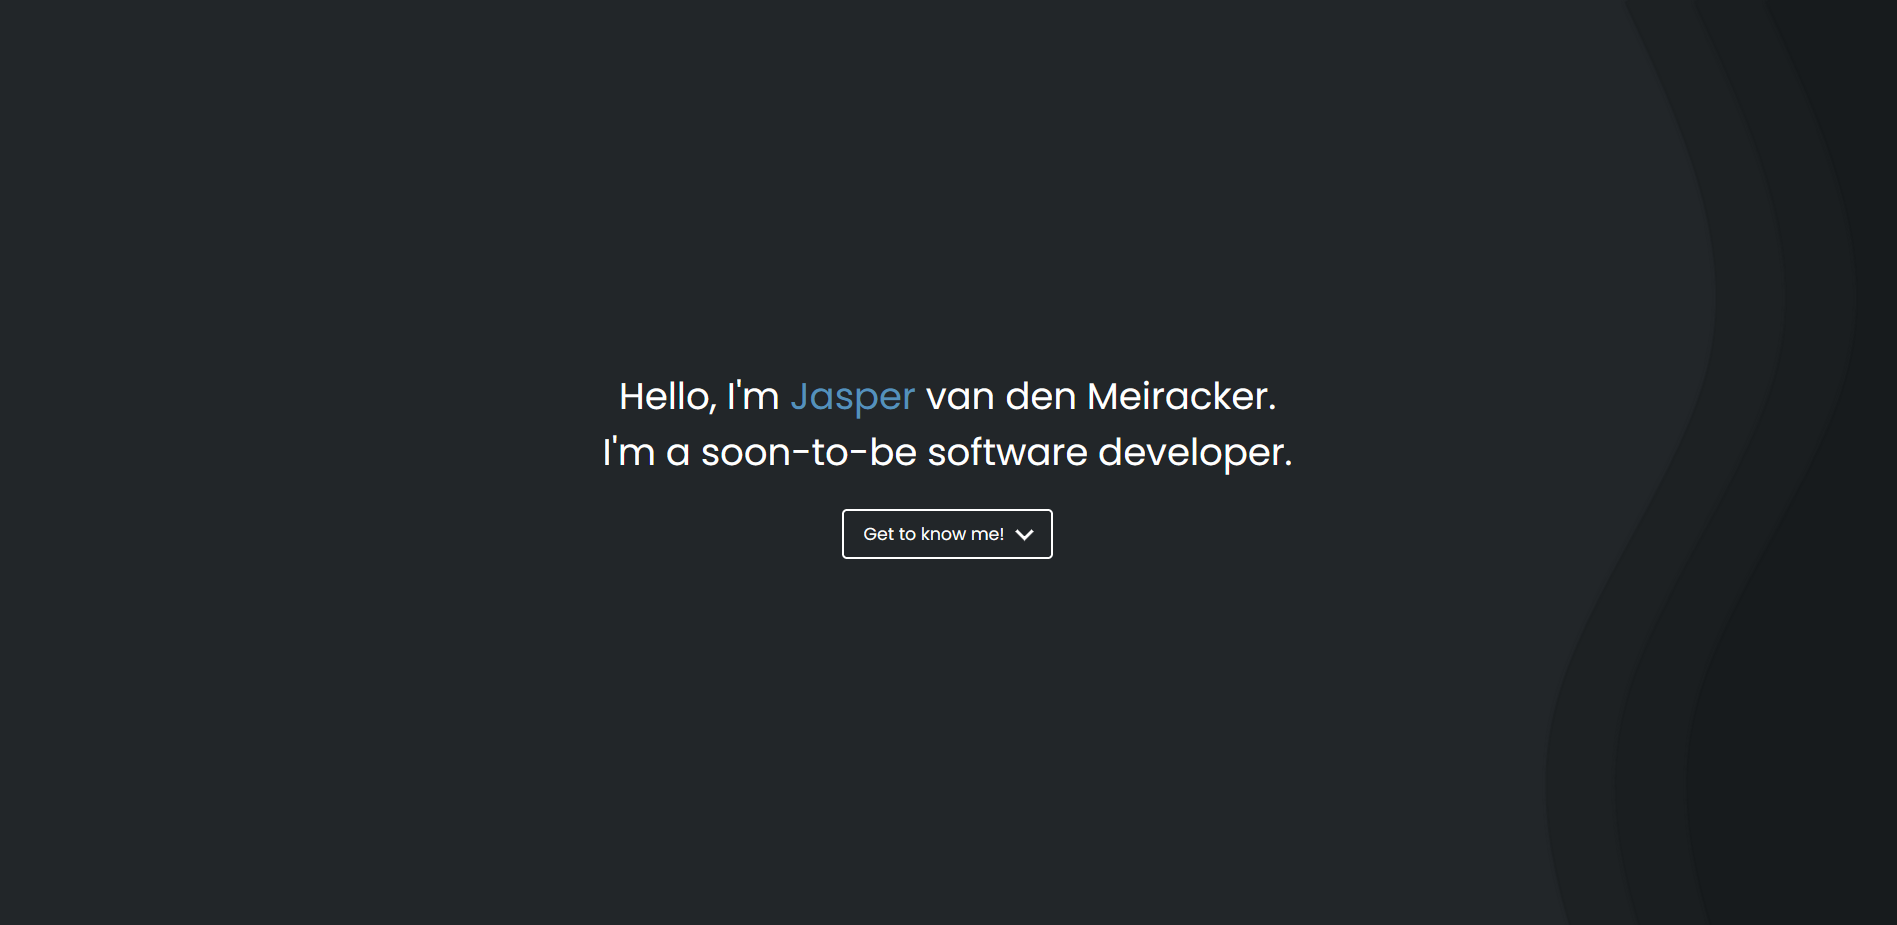 Hello, I'm Jasper van den Meiracker.
I'm a soon-to-be software developer.
Get to know me!